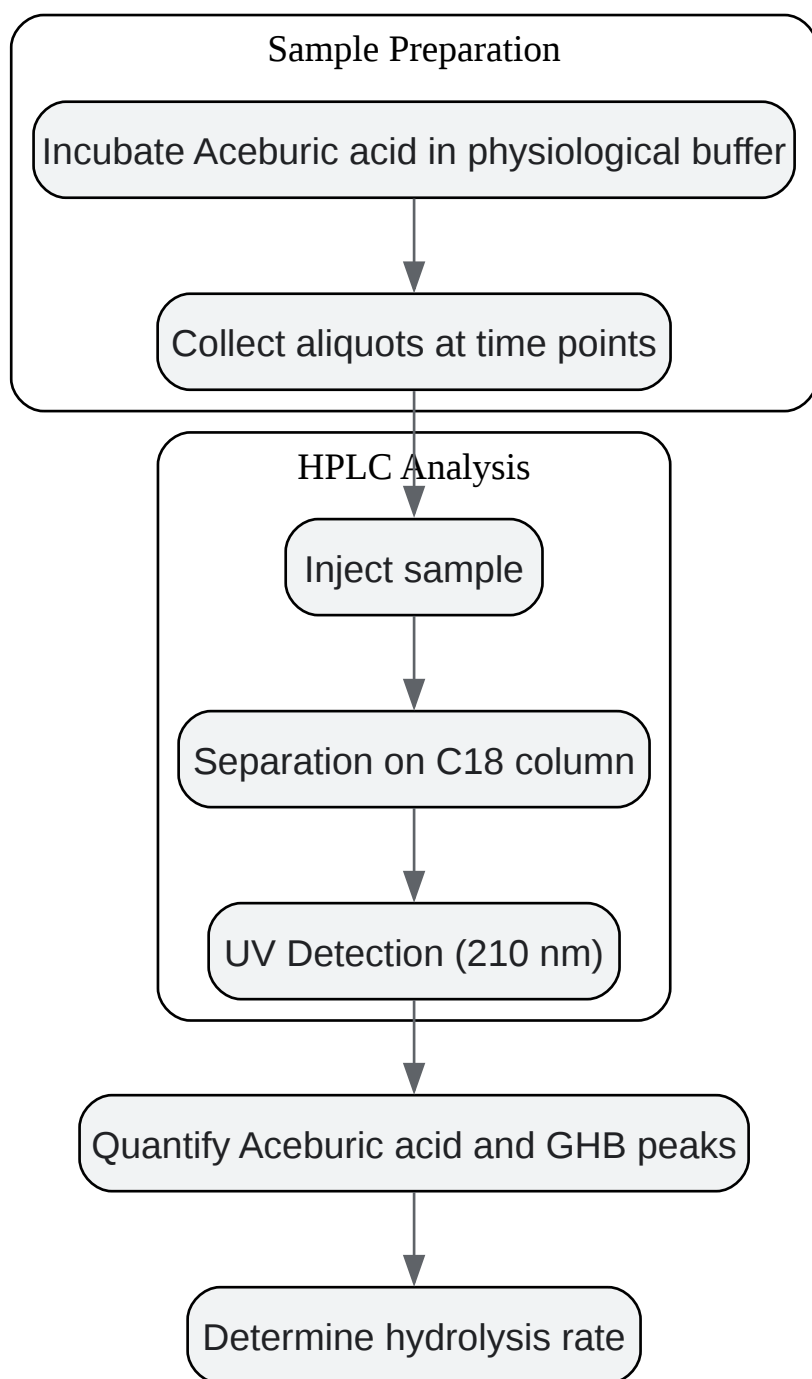 Sample Preparation
Incubate Aceburic acid in physiological buffer
Collect aliquots at time points
HPLC Analysis
Inject sample
Separation on C18 column
UV Detection (210 nm)
Quantify Aceburic acid and GHB peaks
Determine hydrolysis rate